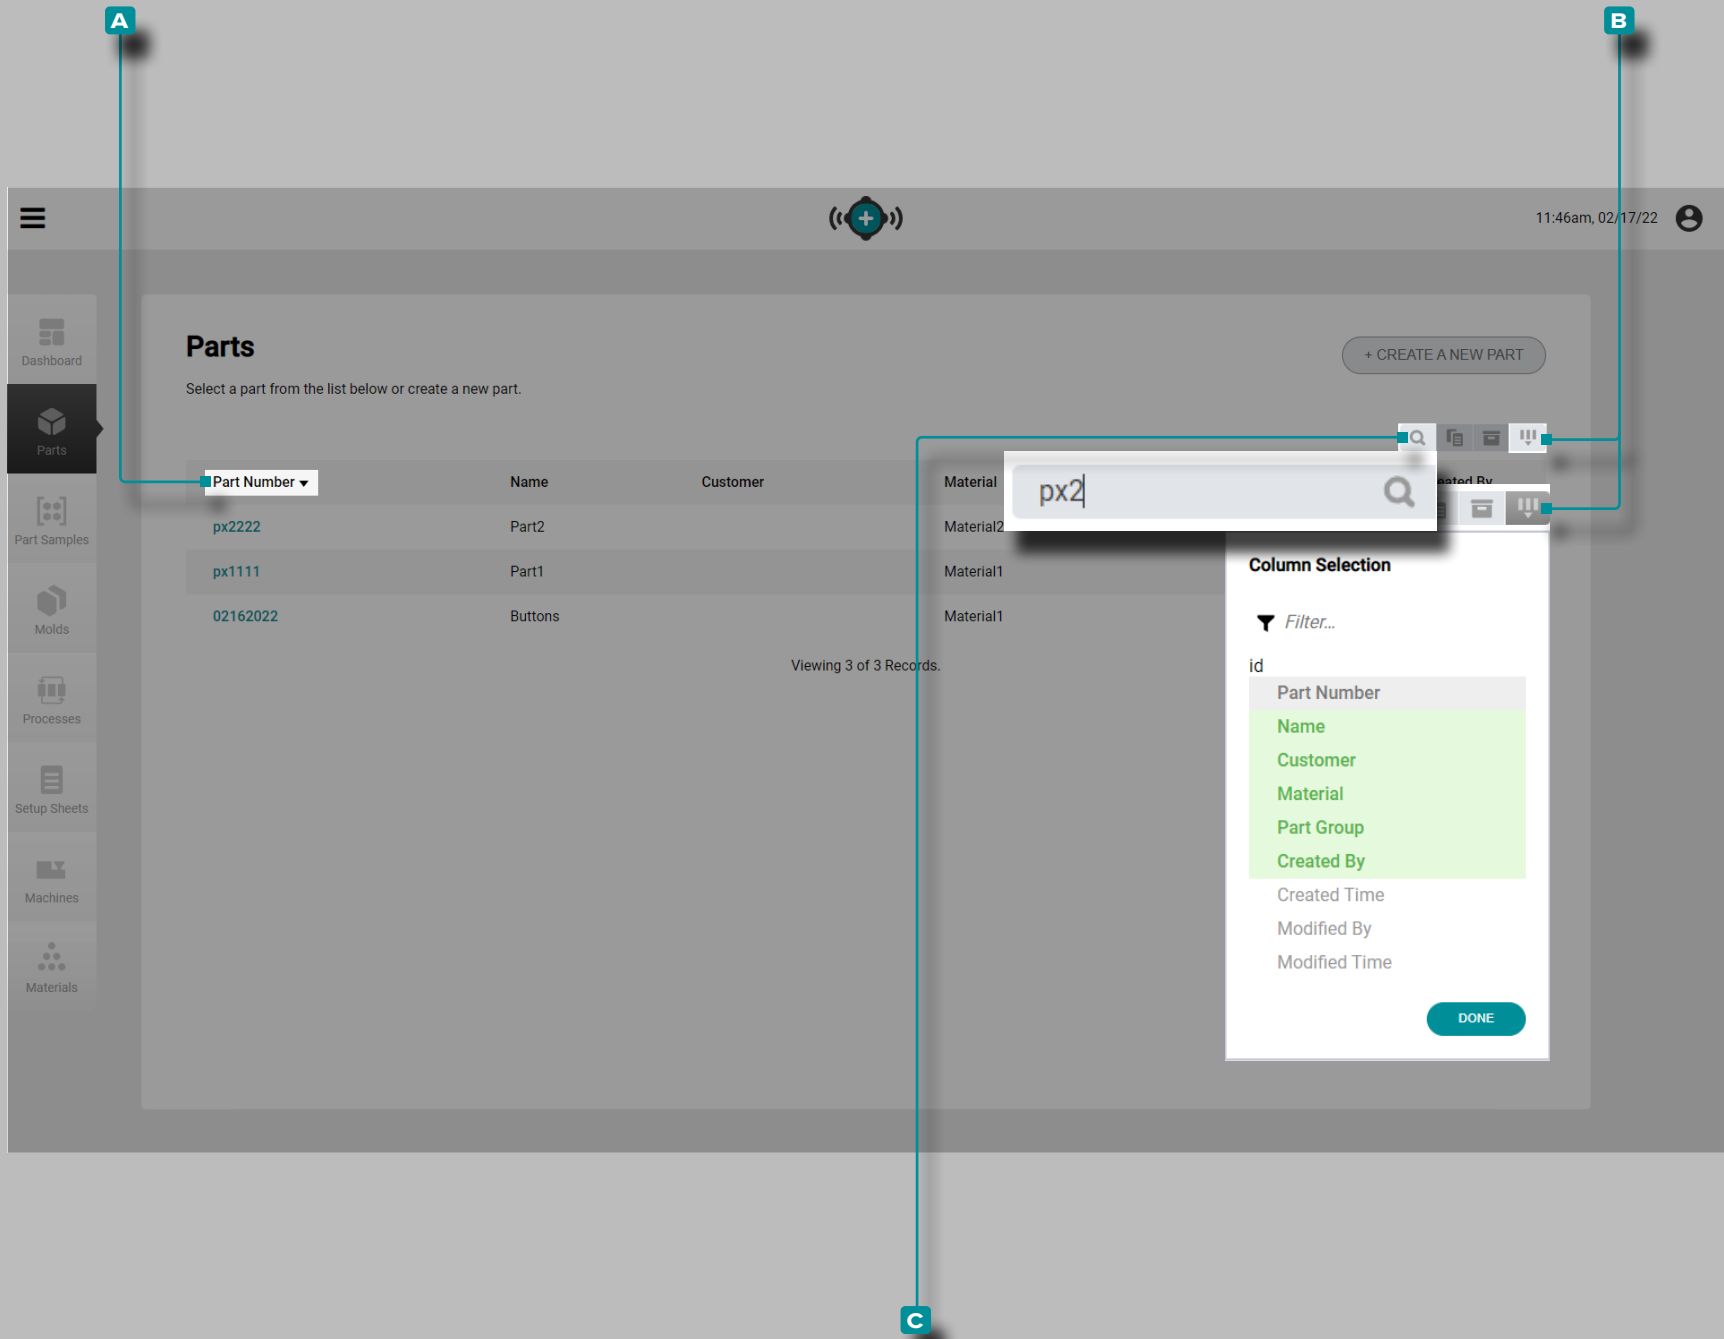 A
B
11:46am, 02/17/22
Dashboard
Parts
Part Samples
Molds
Processes
Setup Sheets
Machines
Materials
Parts
+ CREATE A NEW PART
Select a part from the list below or create a new part.
Part Number Name Customer Material ated By
px2222 Part2 Material2
px1111 Part1 Material1
02162022 Buttons Material1
Viewing 3 of 3 Records.
px2
Column Selection
Filter...
id
Part Number
Name
Customer
Material
Part Group
Created By
Created Time
Modified By
Modified Time
DONE
C